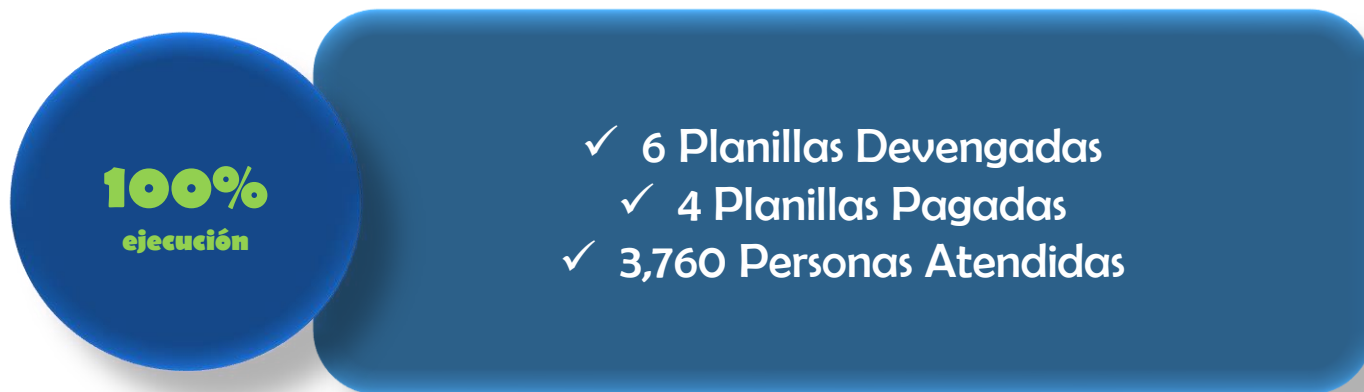 100%
ejecución
✓ 6 Planillas Devengadas
✓ 4 Planillas Pagadas
✓ 3,760 Personas Atendidas